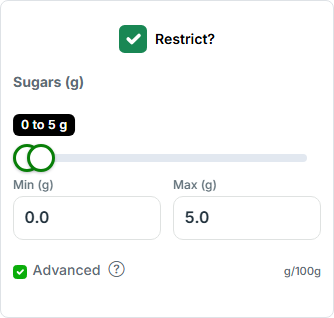 Restrict?
Sugars (g)
0 to 5 g
Min (g) Max (g)
0.0 5.0
Advanced ? g/100g